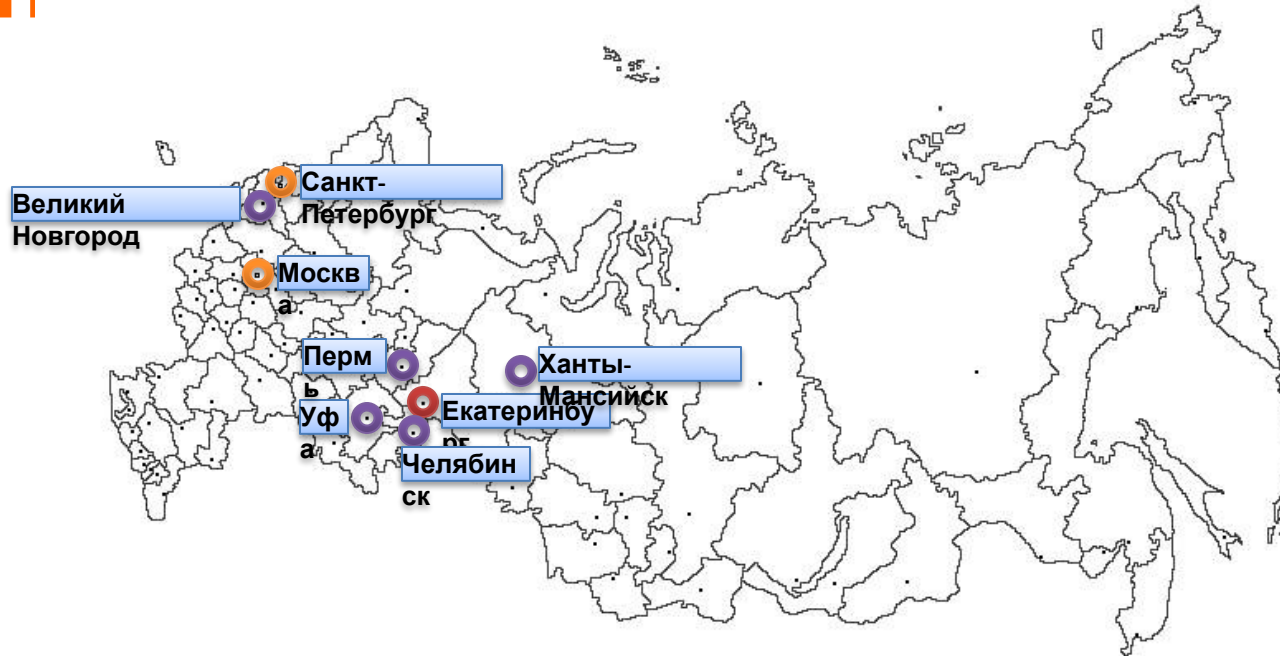 Санкт-
Петербург
Великий
Новгород
Москв
а
Перм
ь
Ханты-
Мансийск
Уф
а
Екатеринбу
рг
Челябин
ск